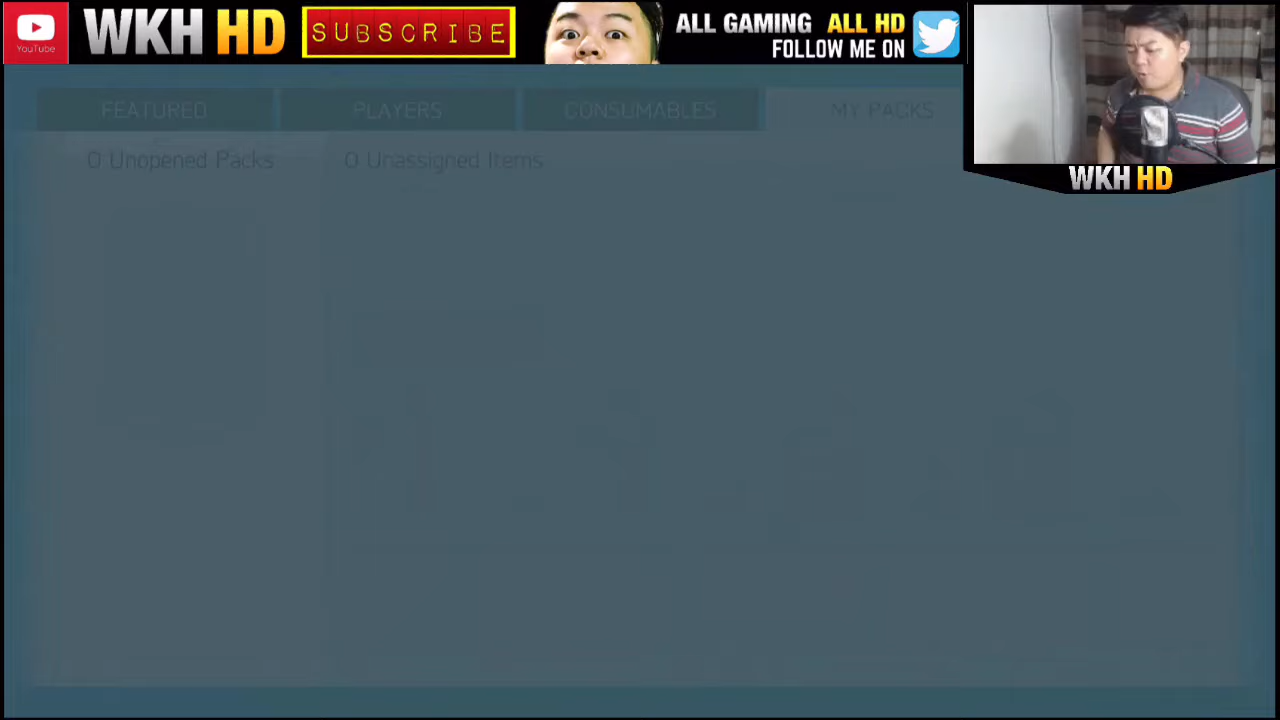 YouTube
WKH HD
SUBSCRIBE
ALL GAMING ALL HD
FOLLOW ME ON
WKH HD
FEATURED
PLAYERS
CONSUMABLES
MY PACKS
0 Unopened Packs
0 Unassigned Items